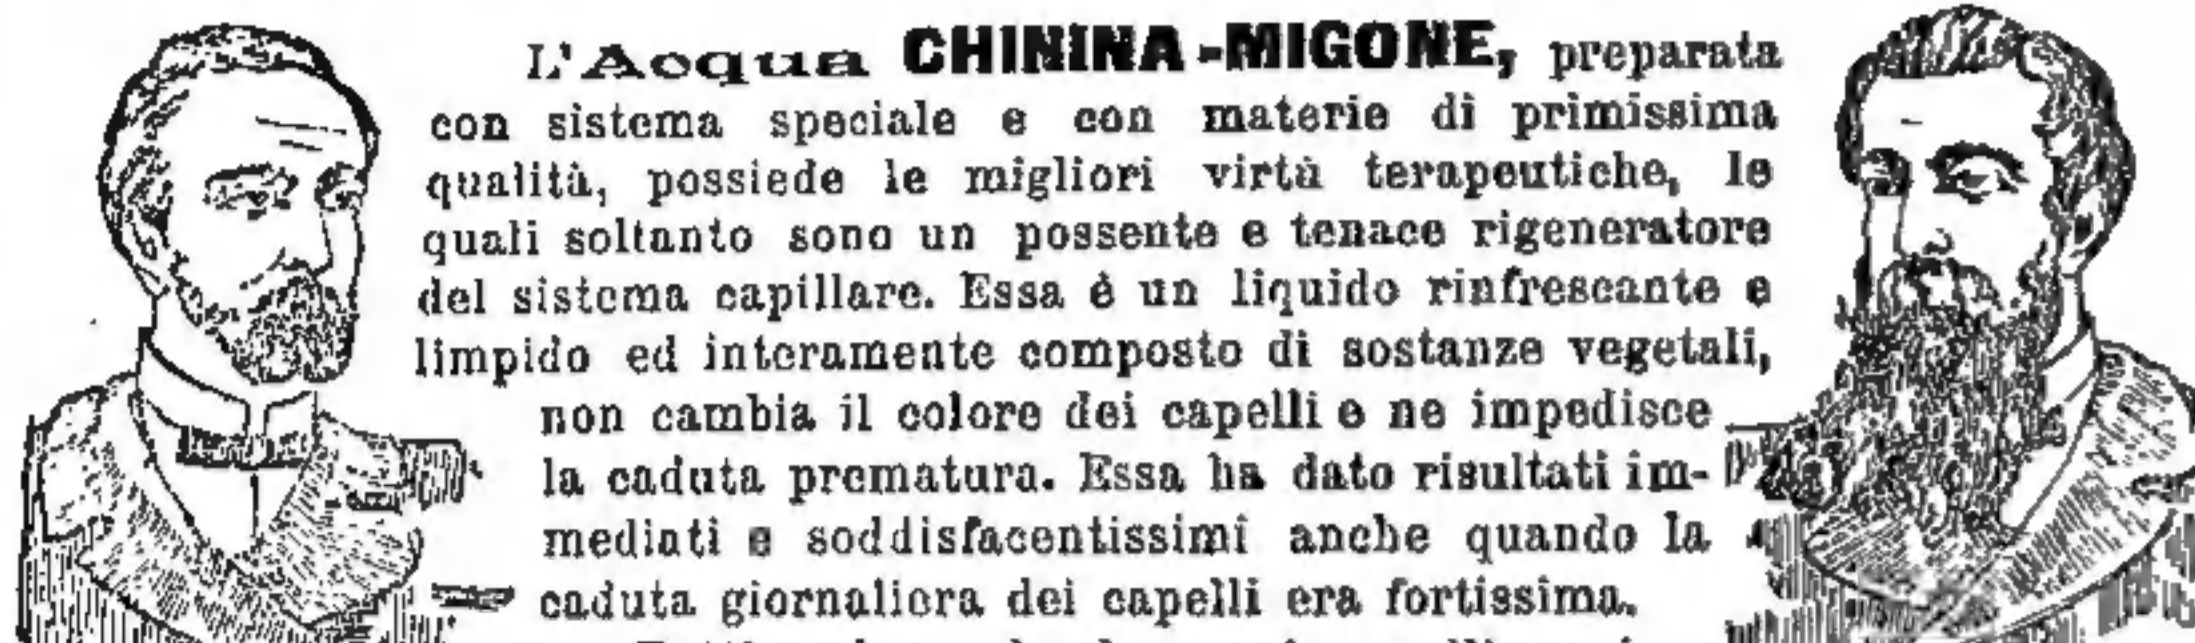 L'Acqua CHININA-MIGONE, preparata
con sistema speciale e con materie di primissima
qualità, possiede le migliori virtù terapeutiche, le
quali soltanto sono un possente e tenace rigeneratore
del sistema capillare. Essa è un liquido rinfrescante e
limpido ed interamente composto di sostanze vegetali,
non cambia il colore dei capelli e ne impedisce
la caduta prematura. Essa ha dato risultati im-
mediati e soddisfacentissimi anche quando la
caduta giornaliera dei capelli era fortissima.